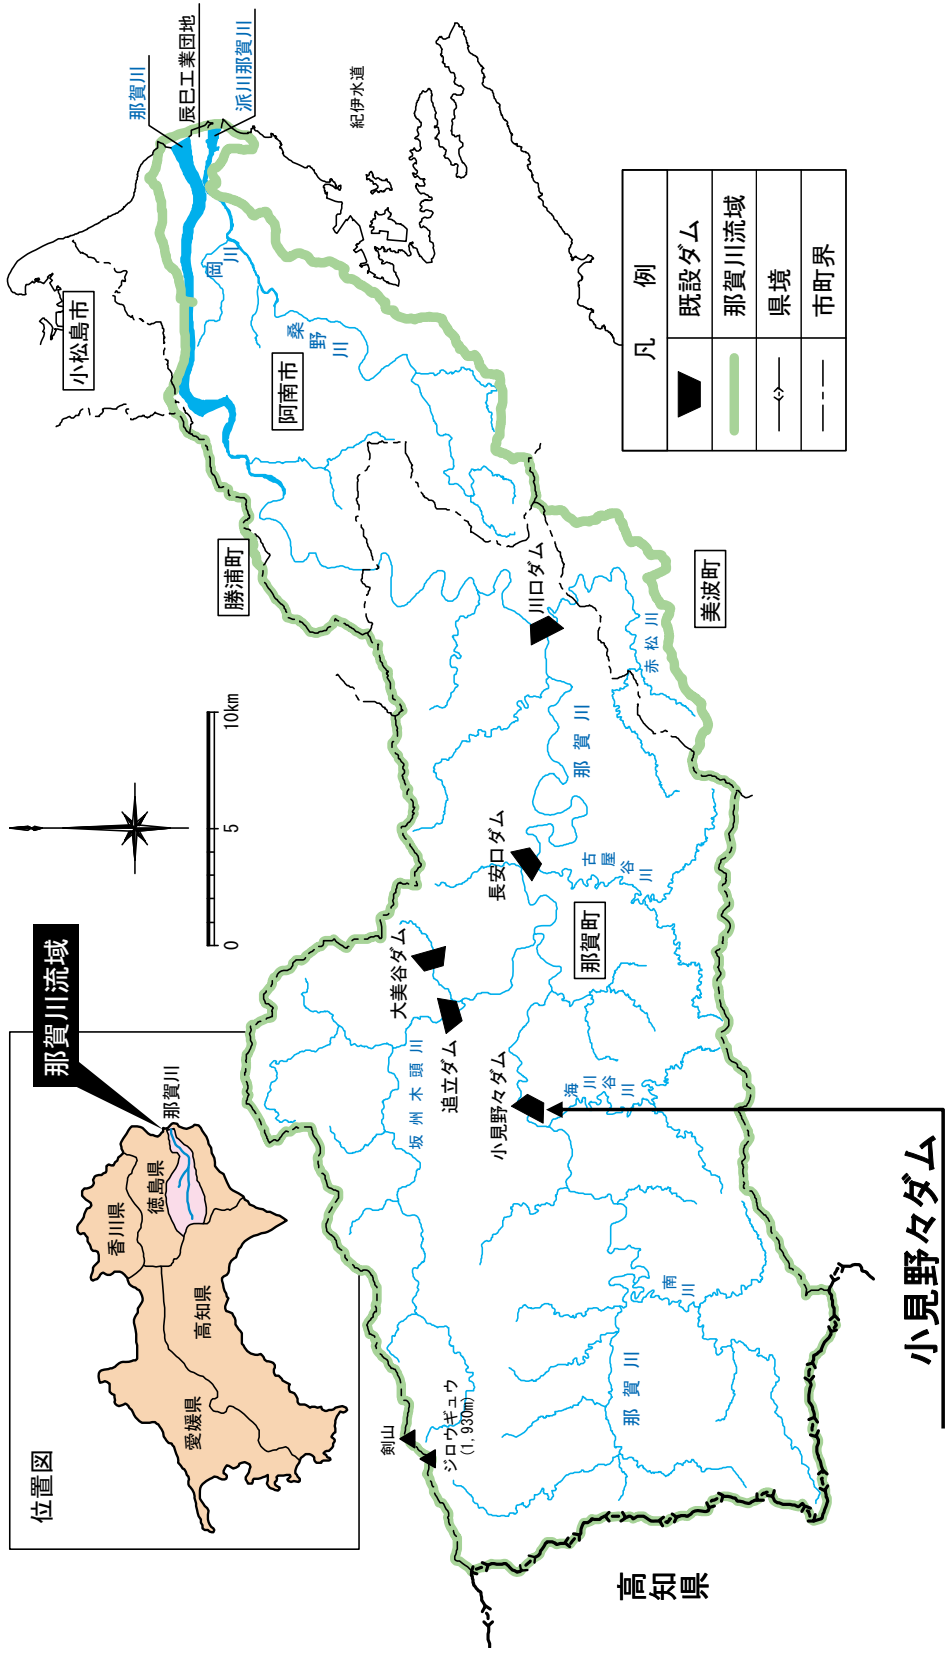 位置図
香川県
徳島県
愛媛県
高知県
那賀川
那賀川流域
0
5
10km
小松島市
勝浦町
阿南市
那賀町
美波町
高知県
那賀川
辰巳工業団地
派川那賀川
紀伊水道
岡川
桑野川
赤松川
那賀川
古屋谷川
海川谷川
坂州木頭川
南川
那賀川
川口ダム
長安口ダム
大美谷ダム
追立ダム
小見野々ダム
剣山
ジロウギュウ
(1,930m)
小見野々ダム
凡例
既設ダム
那賀川流域
県境
市町界